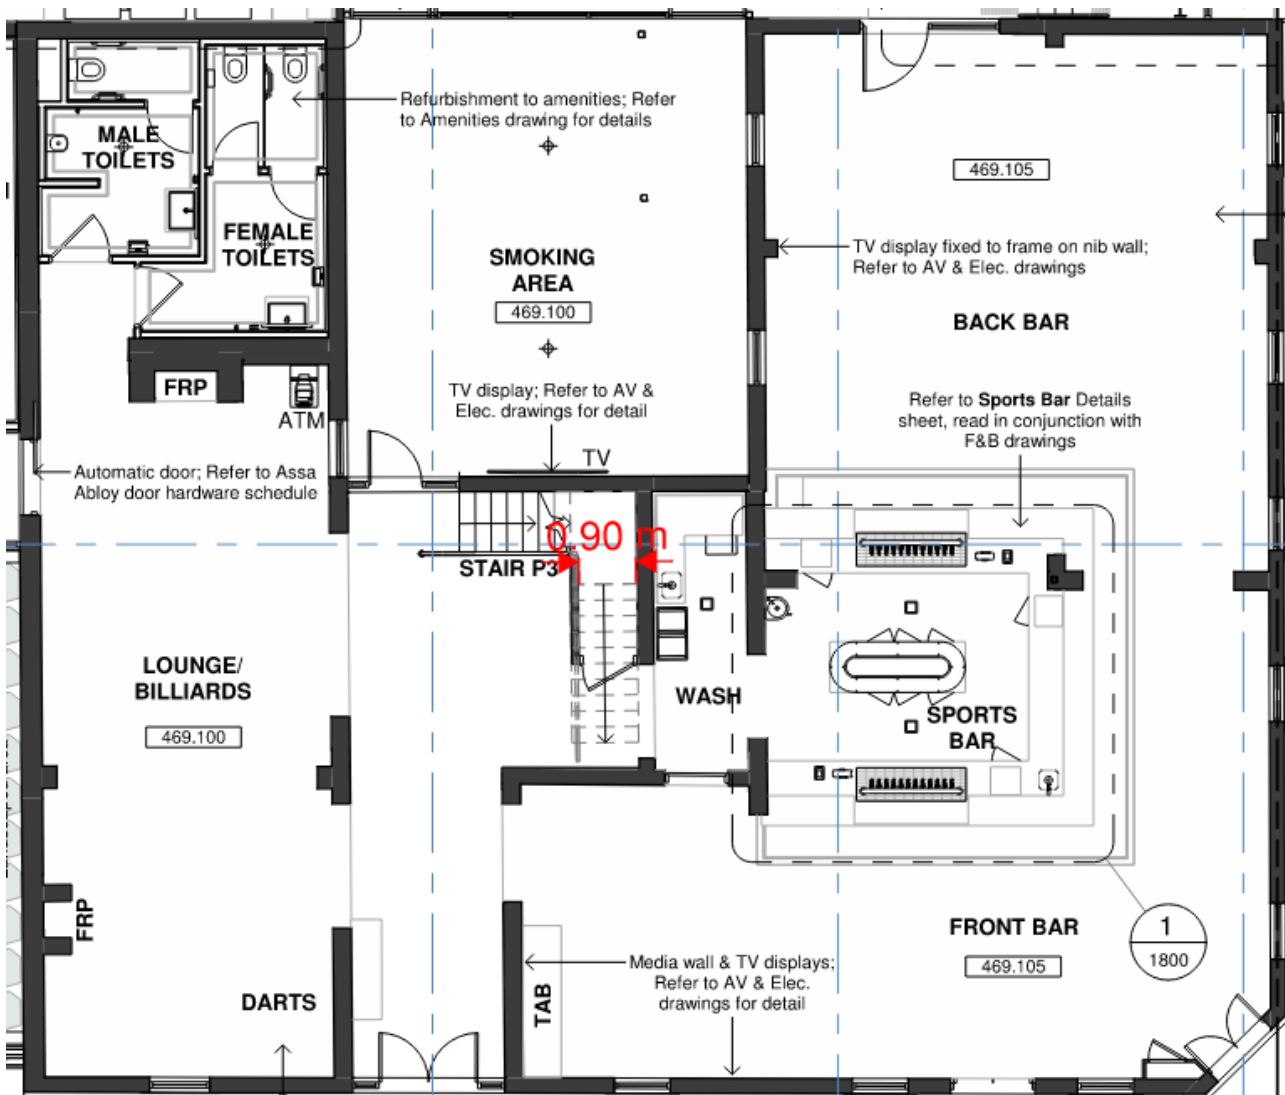 MALE
TOILETS
Refurbishment to amenities; Refer
to Amenities drawing for details
469.105
FEMALE
TOILETS
SMOKING
AREA
469.100
TV display fixed to frame on nib wall;
Refer to AV & Elec. drawings
BACK BAR
FRP
ATM
TV display; Refer to AV &
Elec. drawings for detail
TV
Refer to Sports Bar Details
sheet, read in conjunction with
F&B drawings
Automatic door; Refer to Assa
Abloy door hardware schedule
0.90 m
STAIR P3
LOUNGE/
BILLIARDS
469.100
WASH
SPORTS
BAR
FRP
DARTS
TAB
Media wall & TV displays;
Refer to AV & Elec.
drawings for detail
FRONT BAR
469.105
1
1800